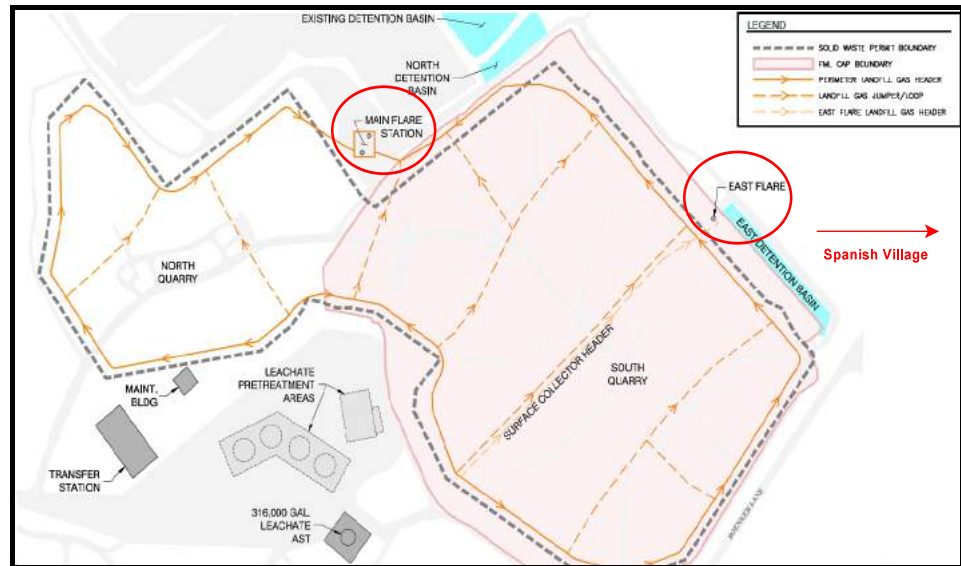 EXISTING DETENTION BASIN
NORTH
DETENTION
BASIN
MAIN FLARE
STATION
LEGEND
SOLID WASTE PERMIT BOUNDARY
FML CAP BOUNDARY
PERIMETER LANDFILL GAS HEADER
LANDFILL GAS JUMPER/LOOP
EAST FLARE LANDFILL GAS HEADER
EAST FLARE
EAST DETENTION BASIN
Spanish Village
NORTH
QUARRY
SURFACE COLLECTOR HEADER
SOUTH
QUARRY
MAINT.
BLDG
LEACHATE
PRETREATMENT
AREAS
TRANSFER
STATION
316,000 GAL.
LEACHATE
AST
BOENKER LANE